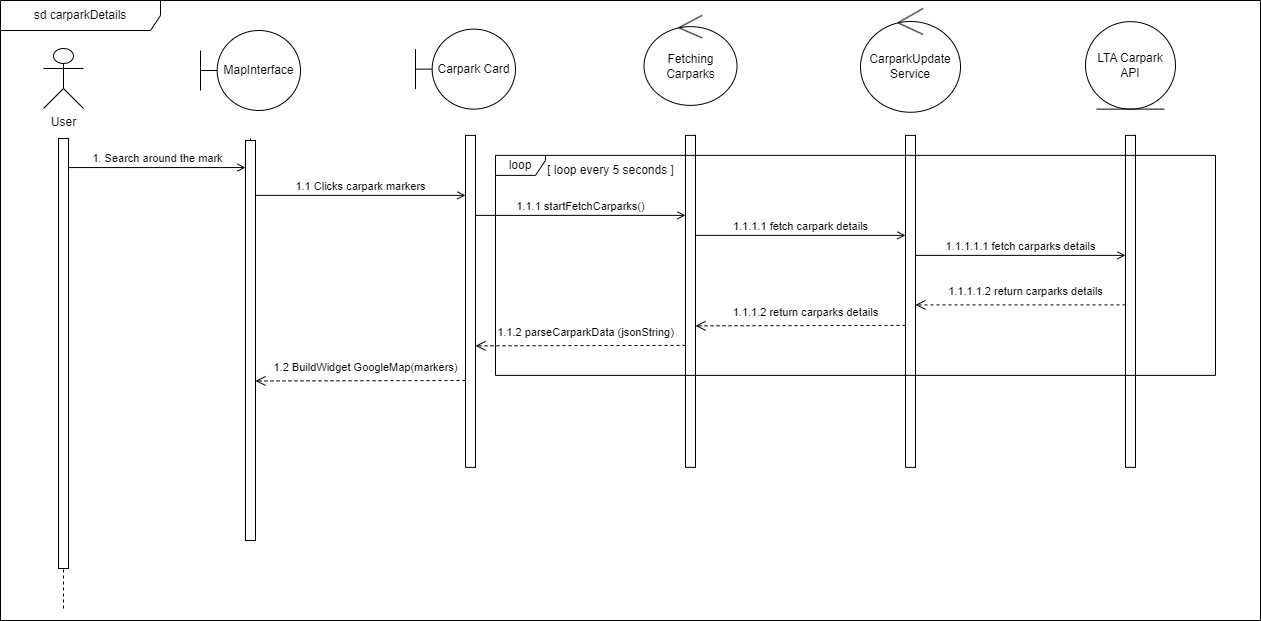 sd carparkDetails
User
MapInterface
Carpark Card
Fetching
Carparks
CarparkUpdate
Service
LTA Carpark
API
1. Search around the mark
1.1 Clicks carpark markers
loop
[ loop every 5 seconds ]
1.1.1 startFetchCarparks()
1.1.1.1 fetch carpark details
1.1.1.1.1 fetch carparks details
1.1.1.1.2 return carparks details
1.1.1.2 return carparks details
1.1.2 parseCarparkData (jsonString)
1.2 BuildWidget GoogleMap(markers)